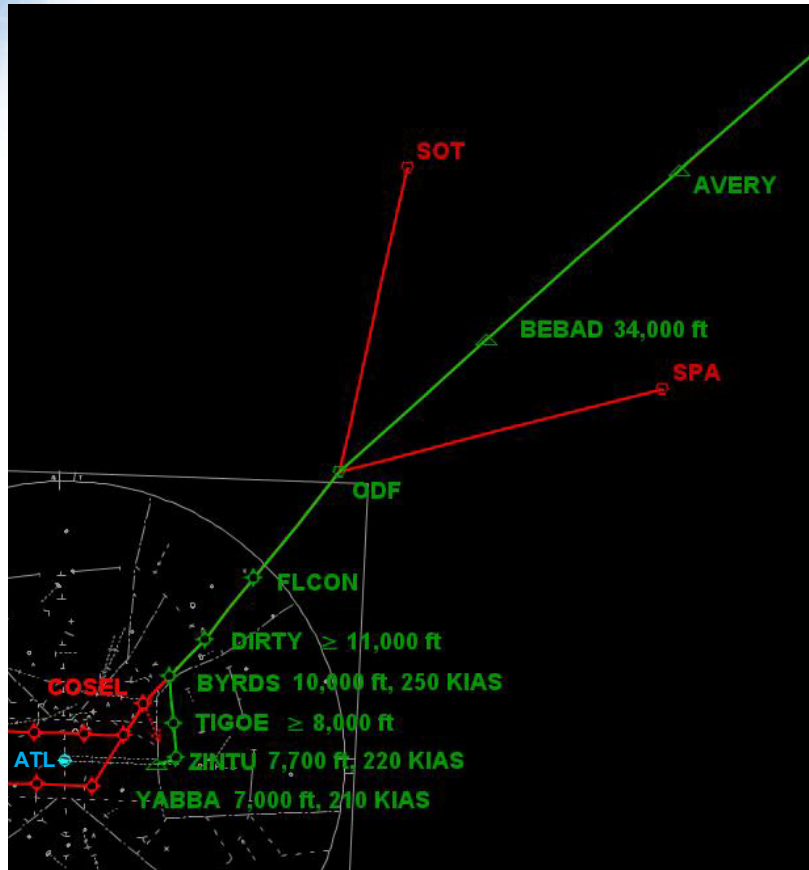 SOT
AVERY
BEBAD 34,000 ft
SPA
ODF
FLCON
DIRTY ≥ 11,000 ft
BYRDS 10,000 ft, 250 KIAS
COSEL
TIGOE ≥ 8,000 ft
ATL
ZINTU 7,700 ft, 220 KIAS
YABBA 7,000 ft, 210 KIAS